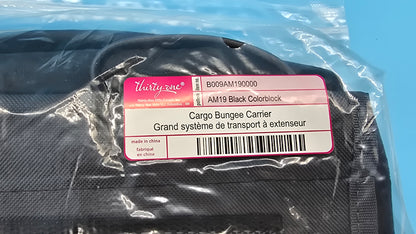 thirty-one
B009AM190000
AM19 Black Colorblock
Cargo Bungee Carrier
Grand système de transport à extenseur
made in china
fabriqué
en chine